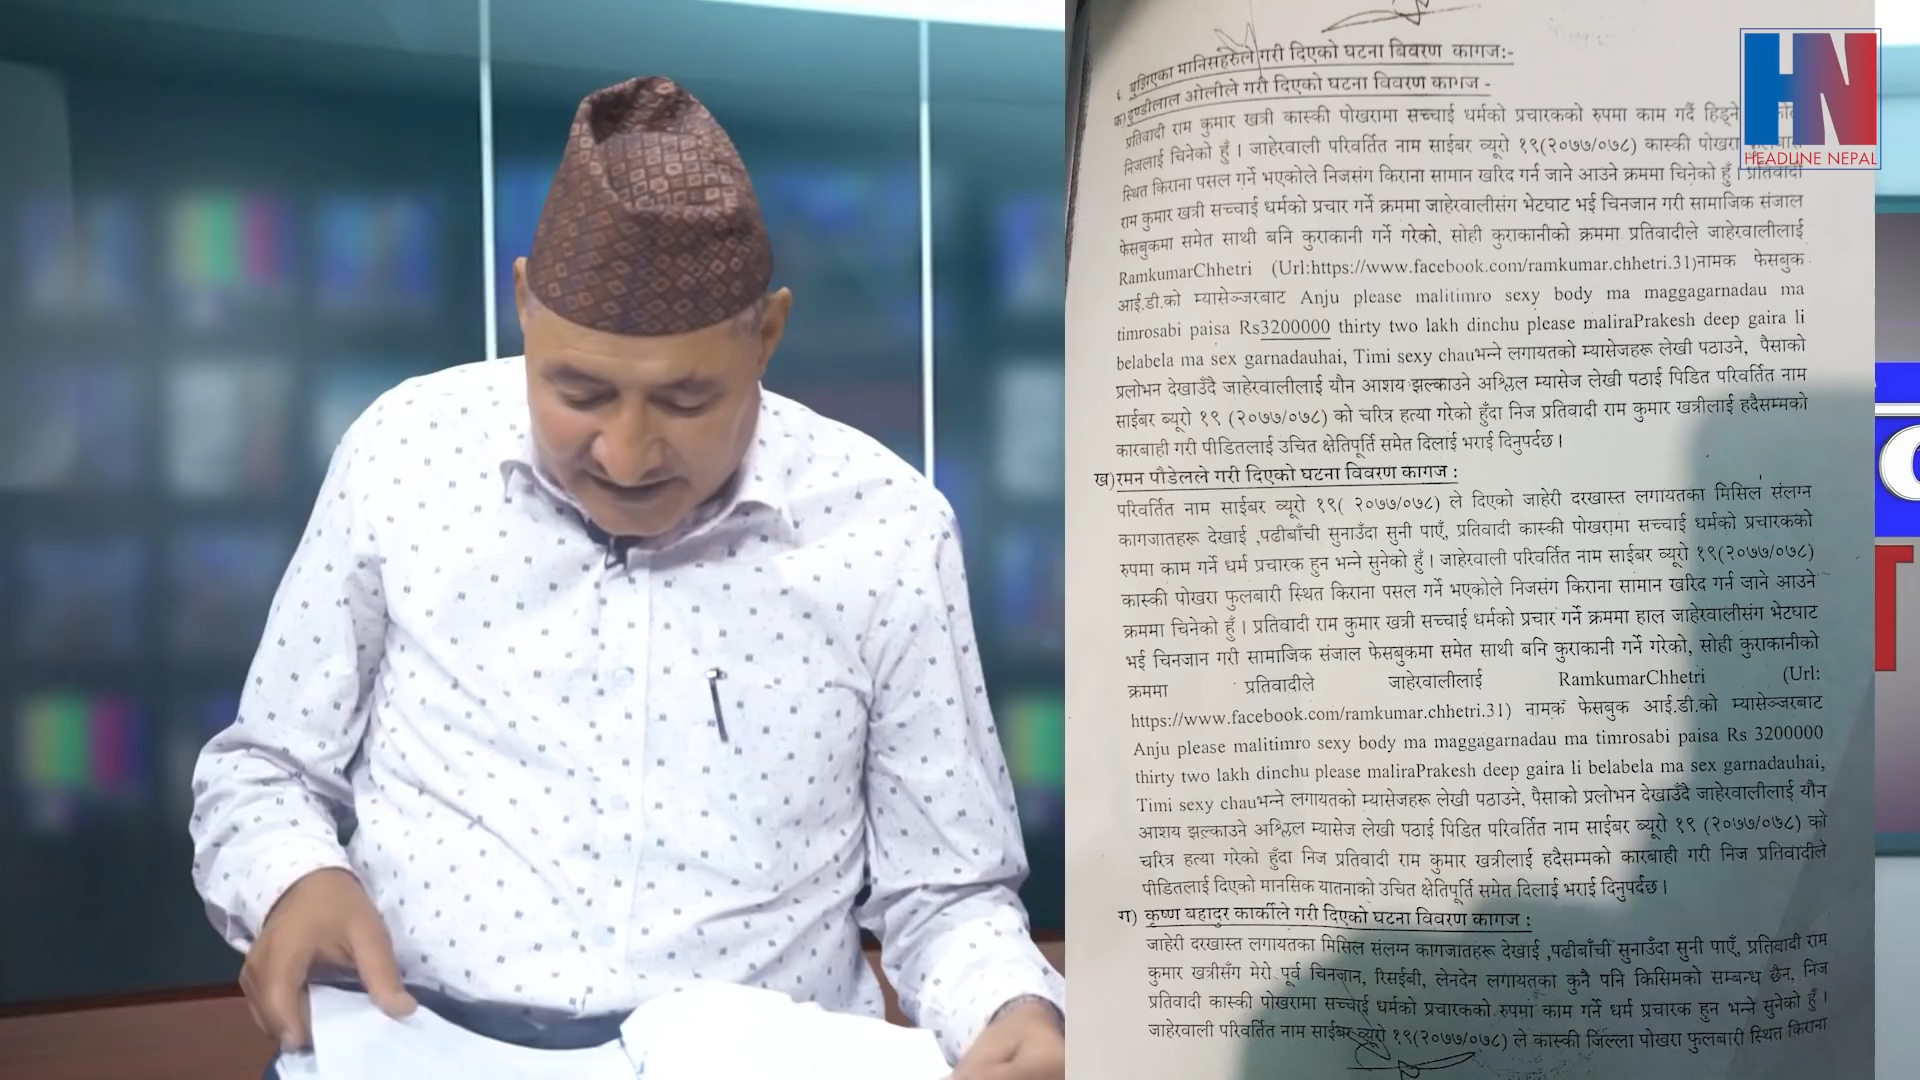 HN
HEADLINE NEPAL
१. बुझिएका मानिसहरुले गरी दिएको घटना बिबरण कागजः-
क) दुण्डीलाल ओलीले गरी दिएको घटना विवरण कागज -
प्रतिवादी राम कुमार खत्री कास्की पोखरामा सच्चाई धर्मको प्रचारकको रुपमा काम गर्दै हिड्ने
निजलाई चिनेको हुँ । जाहेरवाली परिवर्तित नाम साईबर व्यूरो १९(२०७७/०७८) कास्की पोखरा
स्थित किराना पसल गर्ने भएकोले निजसंग किराना सामान खरिद गर्न जाने आउने क्रममा चिनेको हुँ । प्रतिवादी
राम कुमार खत्री सच्चाई धर्मको प्रचार गर्ने क्रममा जाहेरवालीसंग भेटघाट भई चिनजान गरी सामाजिक संजाल
फेसबुकमा समेत साथी बनि कुराकानी गर्ने गरेको, सोही कुराकानीको क्रममा प्रतिवादीले जाहेरवालीलाई
RamkumarChhetri (Url:https://www.facebook.com/ramkumar.chhetri.31)नामक फेसबुक
आई.डी.को म्यासेञ्जरबाट Anju please malitimro sexy body ma maggagarnadau ma
timrosabi paisa Rs3200000 thirty two lakh dinchu please maliraPrakesh deep gaira li
belabela ma sex garnadauhai, Timi sexy chauभन्ने लगायतको म्यासेजहरू लेखी पठाउने, पैसाको
प्रलोभन देखाउँदै जाहेरवालीलाई यौन आशय झल्काउने अश्लिल म्यासेज लेखी पठाई पिडित परिवर्तित नाम
साईबर ब्यूरो १९ (२०७७/०७८) को चरित्र हत्या गरेको हुँदा निज प्रतिवादी राम कुमार खत्रीलाई हदैसम्मको
कारबाही गरी पीडितलाई उचित क्षेतिपूर्ति समेत दिलाई भराई दिनुपर्दछ ।
ख)रमन पौडेलले गरी दिएको घटना विवरण कागज :
परिवर्तित नाम साईबर व्यूरो १९( २०७७/०७८) ले दिएको जाहेरी दरखास्त लगायतका मिसिल संलग्न
कागजातहरू देखाई ,पढीबाँची सुनाउँदा सुनी पाएँ, प्रतिवादी कास्की पोखरामा सच्चाई धर्मको प्रचारकको
रुपमा काम गर्ने धर्म प्रचारक हुन भन्ने सुनेको हुँ । जाहेरवाली परिवर्तित नाम साईबर व्यूरो १९(२०७७/०७८)
कास्की पोखरा फुलबारी स्थित किराना पसल गर्ने भएकोले निजसंग किराना सामान खरिद गर्न जाने आउने
क्रममा चिनेको हुँ । प्रतिवादी राम कुमार खत्री सच्चाई धर्मको प्रचार गर्ने क्रममा हाल जाहेरवालीसंग भेटघाट
भई चिनजान गरी सामाजिक संजाल फेसबुकमा समेत साथी बनि कुराकानी गर्ने गरेको, सोही कुराकानीको
क्रममा प्रतिवादीले जाहेरवालीलाई RamkumarChhetri (Url:
https://www.facebook.com/ramkumar.chhetri.31) नामक फेसबुक आई.डी.को म्यासेञ्जरबाट
Anju please malitimro sexy body ma maggagarnadau ma timrosabi paisa Rs 3200000
thirty two lakh dinchu please maliraPrakesh deep gaira li belabela ma sex garnadauhai,
Timi sexy chauभन्ने लगायतको म्यासेजहरू लेखी पठाउने, पैसाको प्रलोभन देखाउँदै जाहेरवालीलाई यौन
आशय झल्काउने अश्लिल म्यासेज लेखी पठाई पिडित परिवर्तित नाम साईबर ब्यूरो १९ (२०७७/०७८) को
चरित्र हत्या गरेको हुँदा निज प्रतिवादी राम कुमार खत्रीलाई हदैसम्मको कारबाही गरी निज प्रतिवादीले
पीडितलाई दिएको मानसिक यातनाको उचित क्षेतिपूर्ति समेत दिलाई भराई दिनुपर्दछ ।
ग) कृष्ण बहादुर कार्कीले गरी दिएको घटना विवरण कागज :
जाहेरी दरखास्त लगायतका मिसिल संलग्न कागजातहरू देखाई ,पढीबाँची सुनाउँदा सुनी पाएँ, प्रतिवादी राम
कुमार खत्रीसँग मेरो पूर्व चिनजान, रिसईबी, लेनदेन लगायतका कुनै पनि किसिमको सम्बन्ध छैन, निज
प्रतिवादी कास्की पोखरामा सच्चाई धर्मको प्रचारकको रुपमा काम गर्ने धर्म प्रचारक हुन भन्ने सुनेको हुँ ।
जाहेरवाली परिवर्तित नाम साईबर व्यूरो १९(२०७७/०७८) ले कास्की जिल्ला पोखरा फुलबारी स्थित किराना